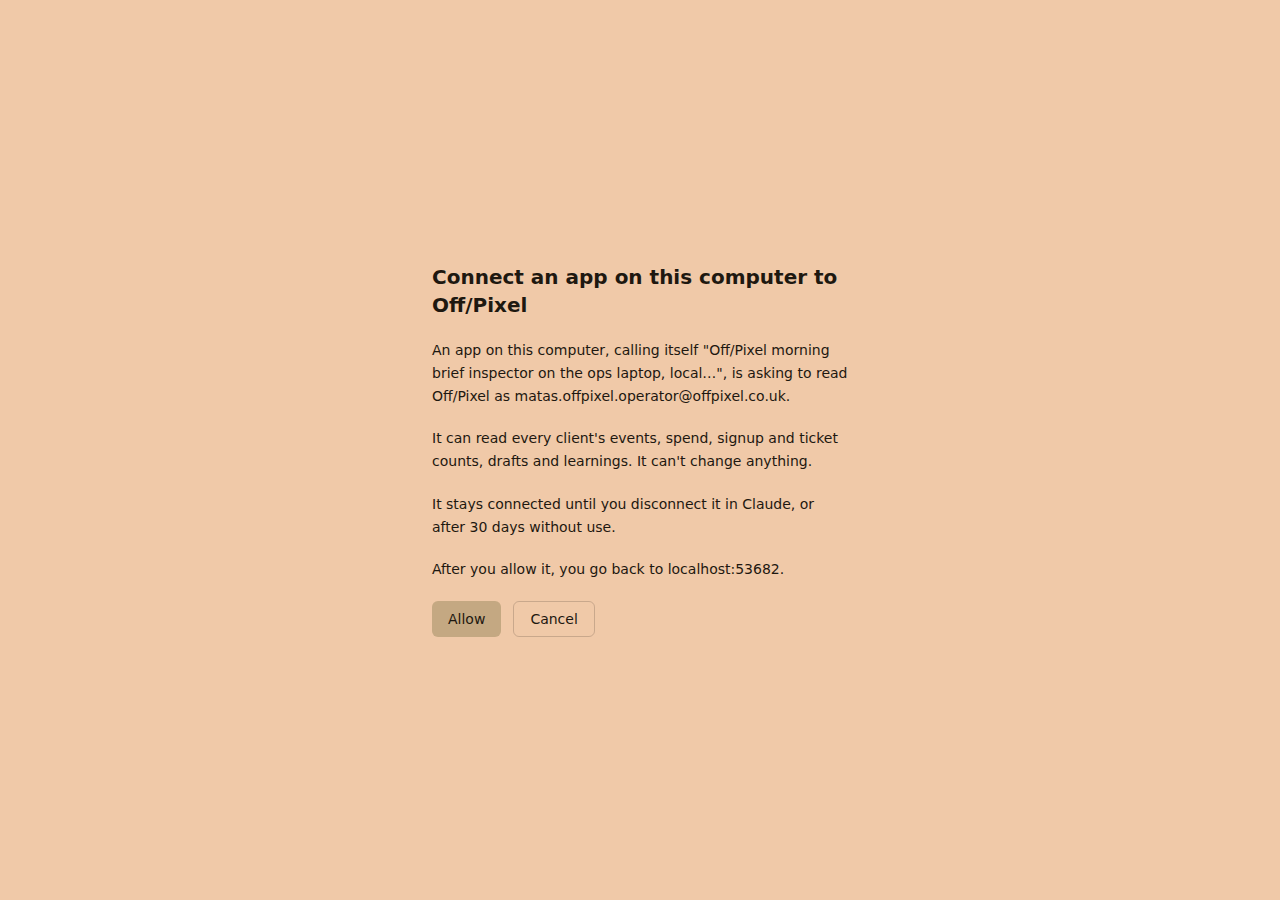 Connect an app on this computer to
Off/Pixel
An app on this computer, calling itself "Off/Pixel morning
brief inspector on the ops laptop, local…", is asking to read
Off/Pixel as matas.offpixel.operator@offpixel.co.uk.
It can read every client's events, spend, signup and ticket
counts, drafts and learnings. It can't change anything.
It stays connected until you disconnect it in Claude, or
after 30 days without use.
After you allow it, you go back to localhost:53682.
Allow
Cancel